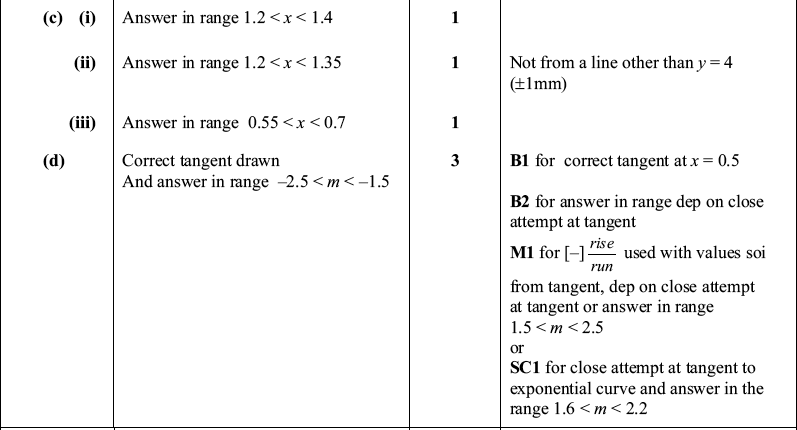 (c) (i) Answer in range 1.2 < x < 1.4 1
(ii) Answer in range 1.2 < x < 1.35 1 Not from a line other than y = 4
(±1mm)
(iii) Answer in range 0.55 < x < 0.7 1
(d) Correct tangent drawn 3 B1 for correct tangent at x = 0.5
And answer in range –2.5 < m < –1.5
B2 for answer in range dep on close
attempt at tangent
M1 for [–] rise/run used with values soi
from tangent, dep on close attempt
at tangent or answer in range
1.5 < m < 2.5
or
SC1 for close attempt at tangent to
exponential curve and answer in the
range 1.6 < m < 2.2